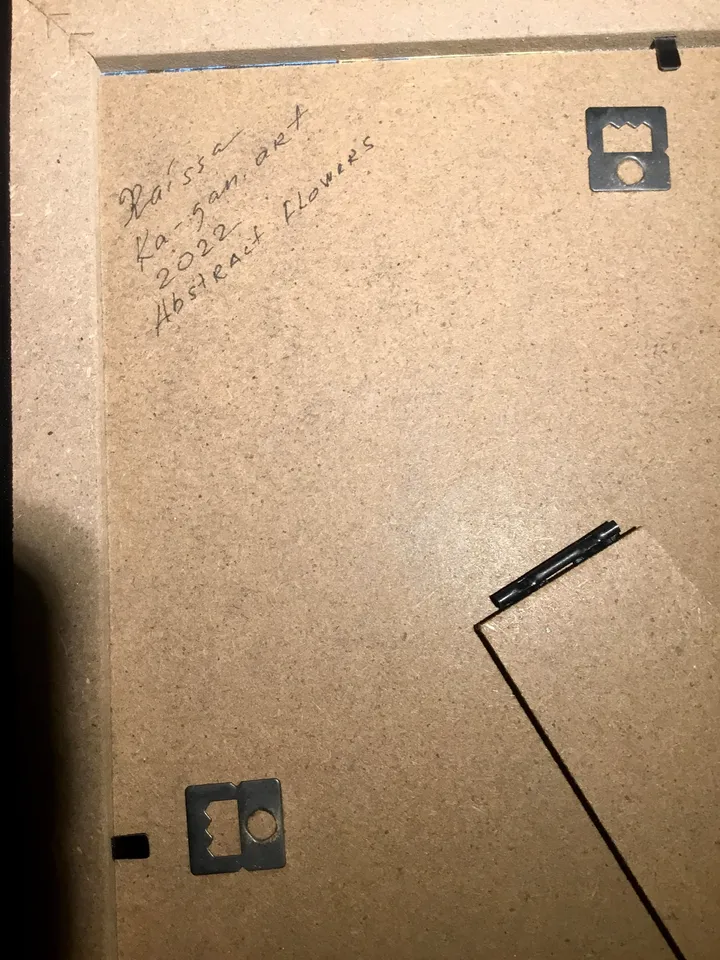 Raissa
Ka-gan.art
2022
Abstract flowers